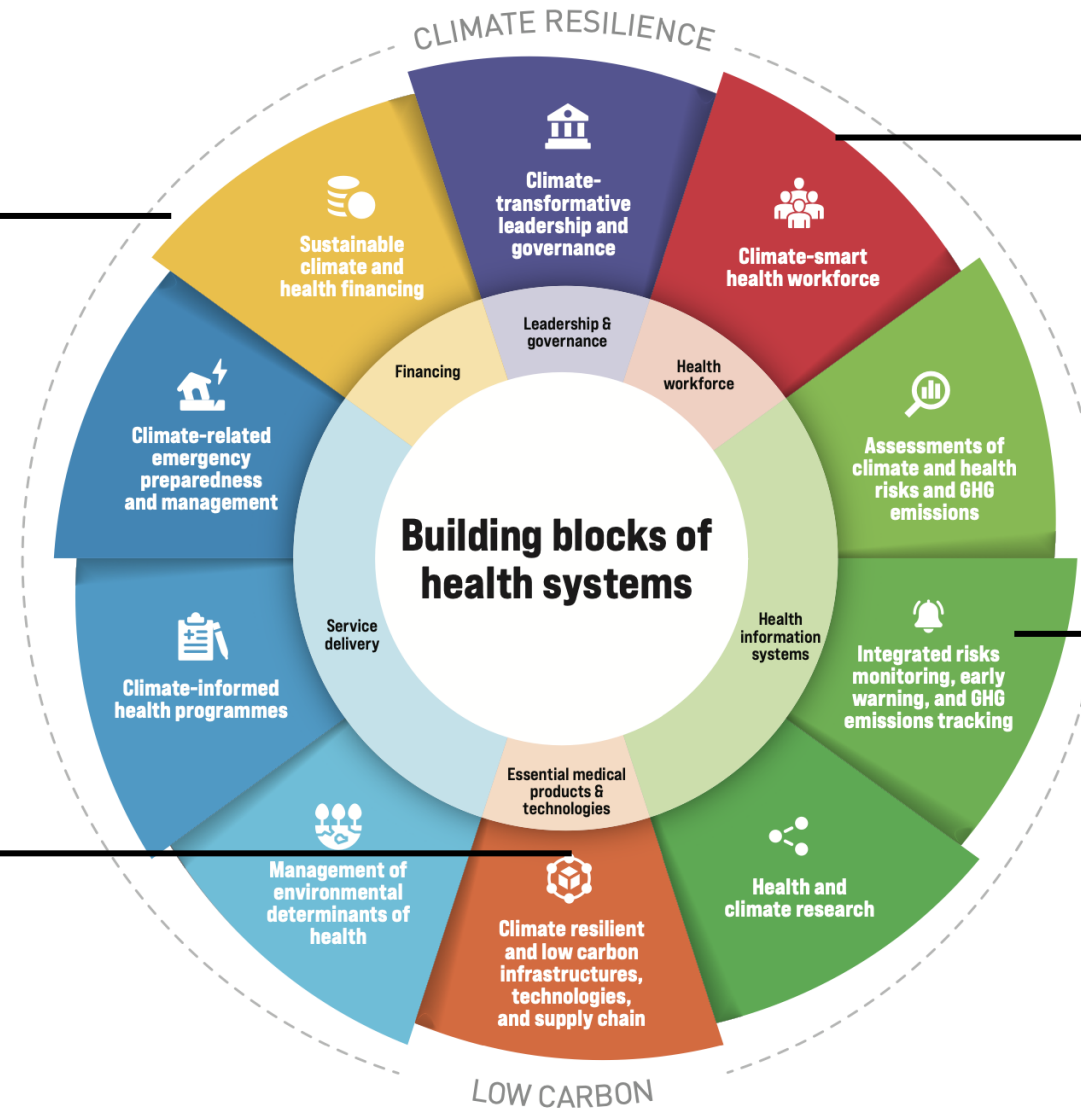 CLIMATE RESILIENCE
Climate-
transformative
leadership and
governance
Climate-smart
health workforce
Assessments of
climate and health
risks and GHG
emissions
Integrated risks
monitoring, early
warning, and GHG
emissions tracking
Health and
climate research
Climate resilient
and low carbon
infrastructures,
technologies,
and supply chain
Management of
environmental
determinants of
health
Climate-informed
health programmes
Climate-related
emergency
preparedness
and management
Sustainable
climate and
health financing
Leadership &
governance
Health
workforce
Health
information
systems
Essential medical
products &
technologies
Service
delivery
Financing
Building blocks of
health systems
LOW CARBON